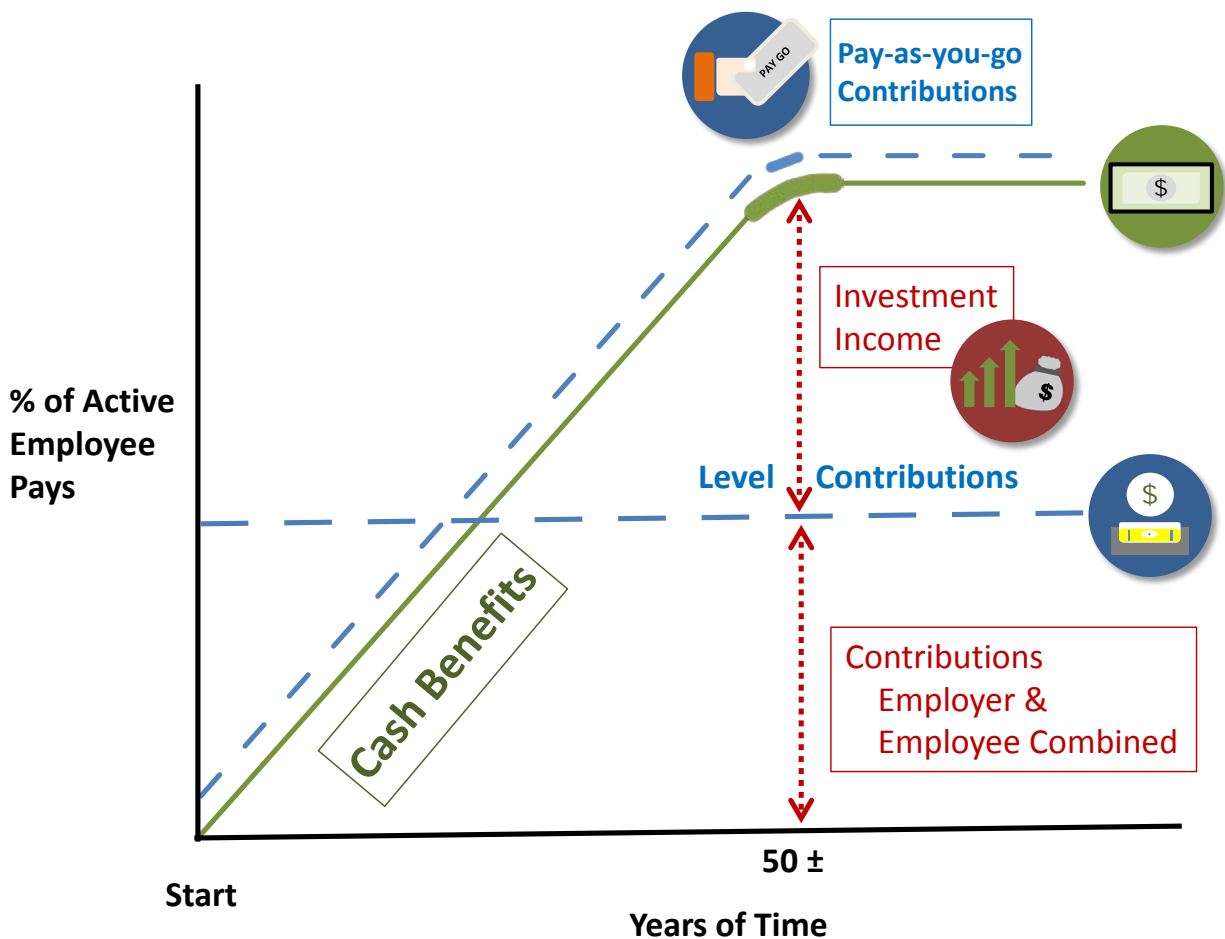 PAY GO
Pay-as-you-go
Contributions
$
Investment
Income
$
% of Active
Employee
Pays
Level Contributions
$
Cash Benefits
Contributions
Employer &
Employee Combined
50 ±
Start
Years of Time